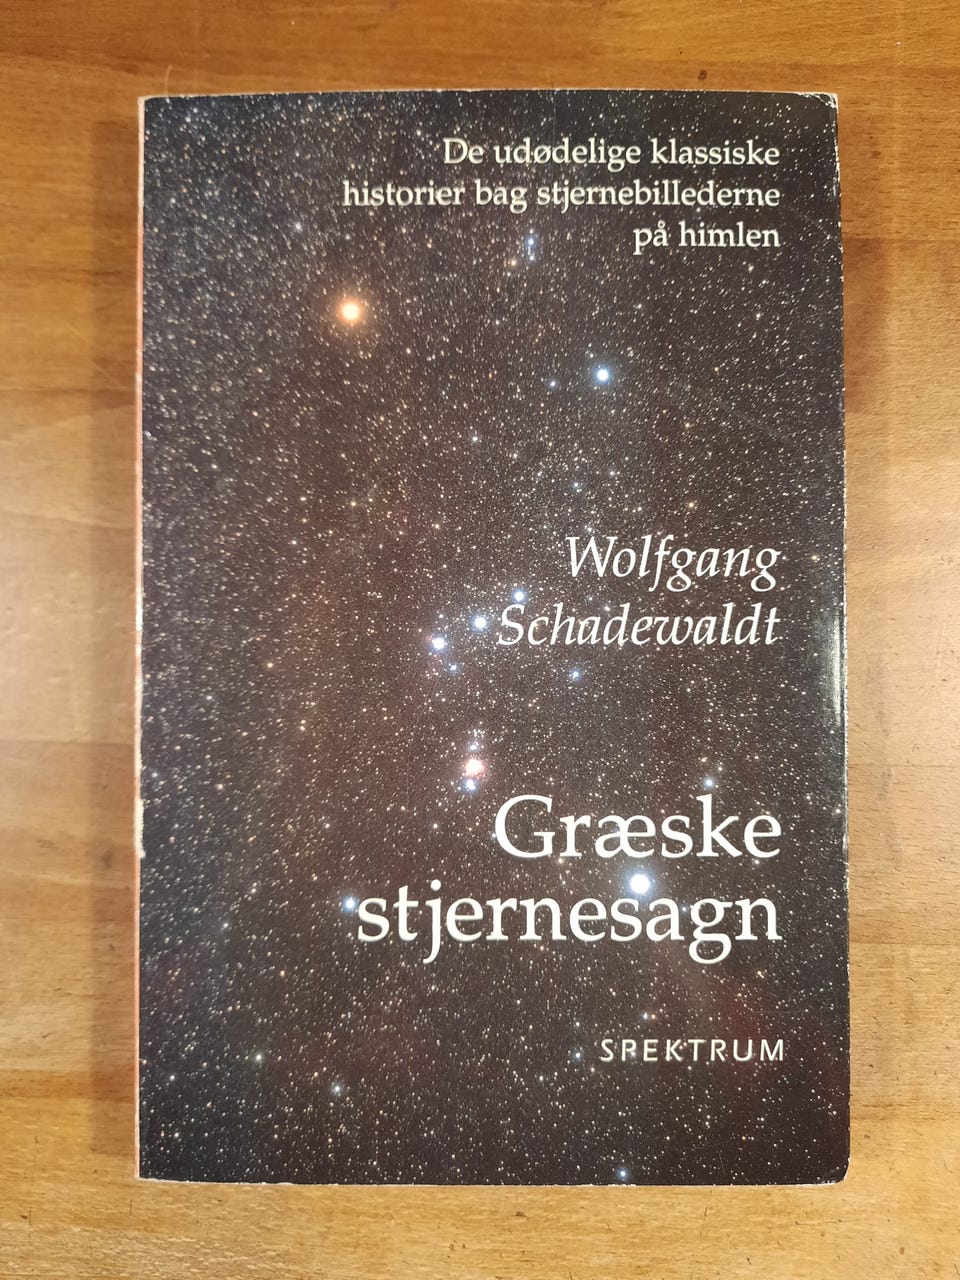 De udødelige klassiske
historier bag stjernebillederne
på himlen
Wolfgang
Schadewaldt
Græske
stjernesagn
SPEKTRUM